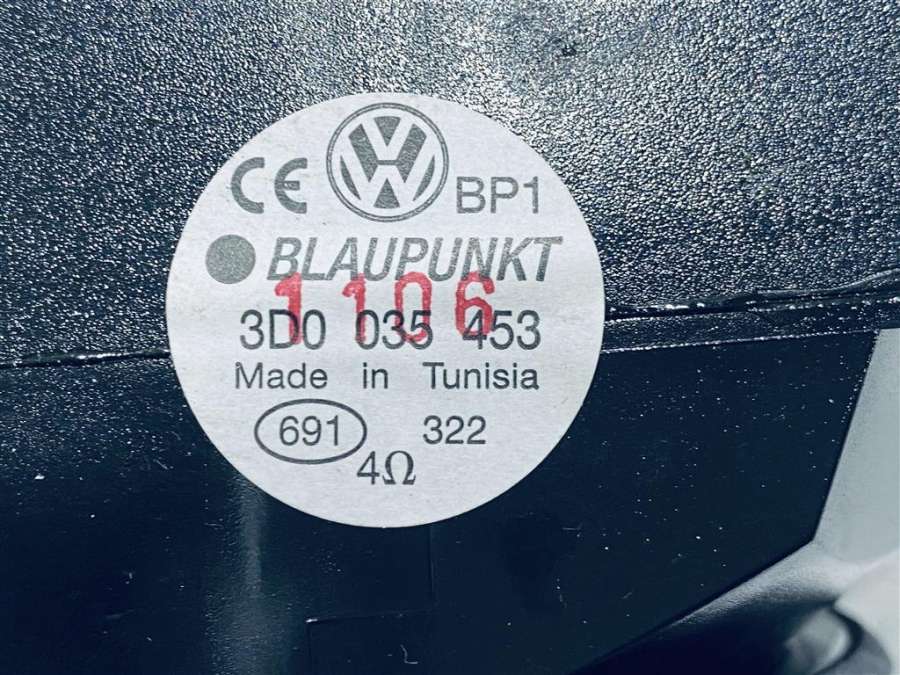 CE VW BP1
BLAUPUNKT
1106
3D0 035 453
Made in Tunisia
691 322
4Ω